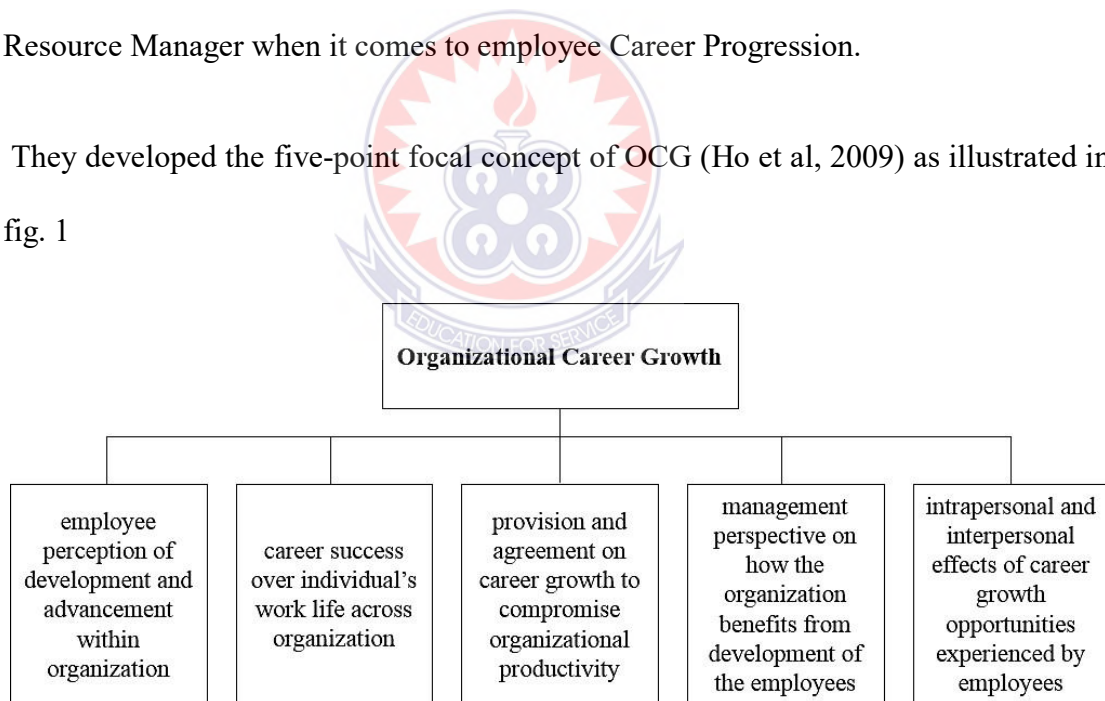 Resource Manager when it comes to employee Career Progression.
They developed the five-point focal concept of OCG (Ho et al, 2009) as illustrated in
fig. 1
EDUCATION FOR SERVICE
Organizational Career Growth
employee
perception of
development and
advancement
within
organization
career success
over individual’s
work life across
organization
provision and
agreement on
career growth to
compromise
organizational
productivity
management
perspective on
how the
organization
benefits from
development of
the employees
intrapersonal and
interpersonal
effects of career
growth
opportunities
experienced by
employees